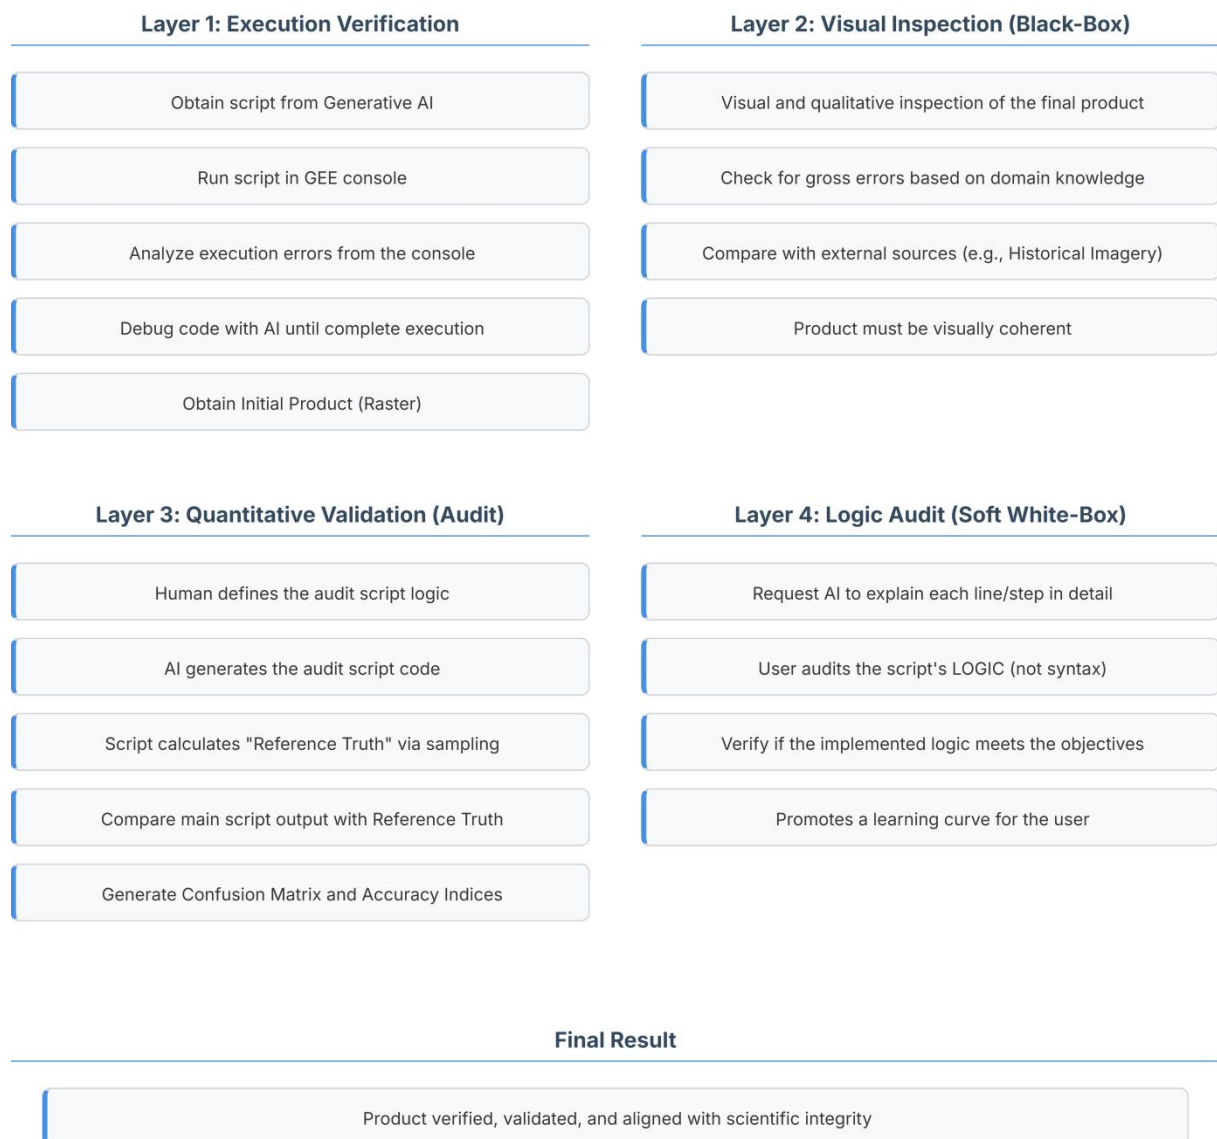 Layer 1: Execution Verification
Obtain script from Generative AI
Run script in GEE console
Analyze execution errors from the console
Debug code with AI until complete execution
Obtain Initial Product (Raster)
Layer 2: Visual Inspection (Black-Box)
Visual and qualitative inspection of the final product
Check for gross errors based on domain knowledge
Compare with external sources (e.g., Historical Imagery)
Product must be visually coherent
Layer 3: Quantitative Validation (Audit)
Human defines the audit script logic
AI generates the audit script code
Script calculates "Reference Truth" via sampling
Compare main script output with Reference Truth
Generate Confusion Matrix and Accuracy Indices
Layer 4: Logic Audit (Soft White-Box)
Request AI to explain each line/step in detail
User audits the script's LOGIC (not syntax)
Verify if the implemented logic meets the objectives
Promotes a learning curve for the user
Final Result
Product verified, validated, and aligned with scientific integrity